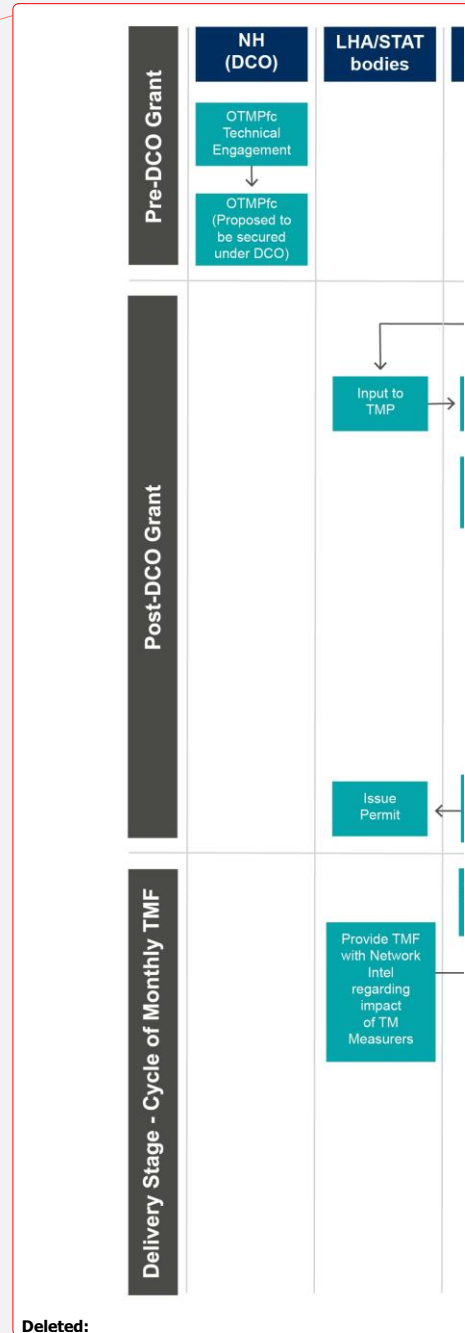 NH
(DCO)
LHA/STAT
bodies
Pre-DCO Grant
OTMPfc
Technical
Engagement
OTMPfc
(Proposed to
be secured
under DCO)
Post-DCO Grant
Input to
TMP
Issue
Permit
Delivery Stage - Cycle of Monthly TMF
Provide TMF
with Network
Intel
regarding
impact
of TM
Measurers
Deleted: